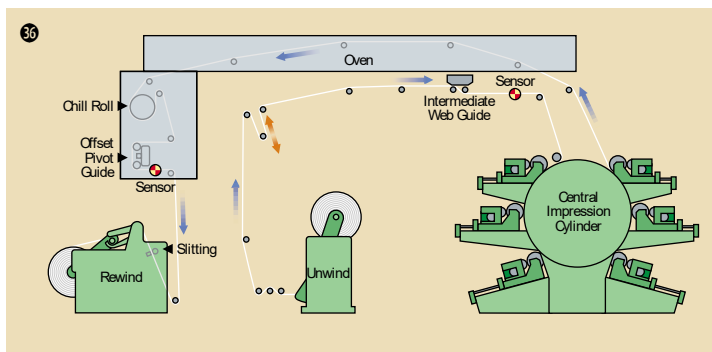 36
Oven
Sensor
Intermediate
Web Guide
Chill Roll
Offset
Pivot
Guide
Sensor
Central
Impression
Cylinder
Slitting
Rewind
Unwind